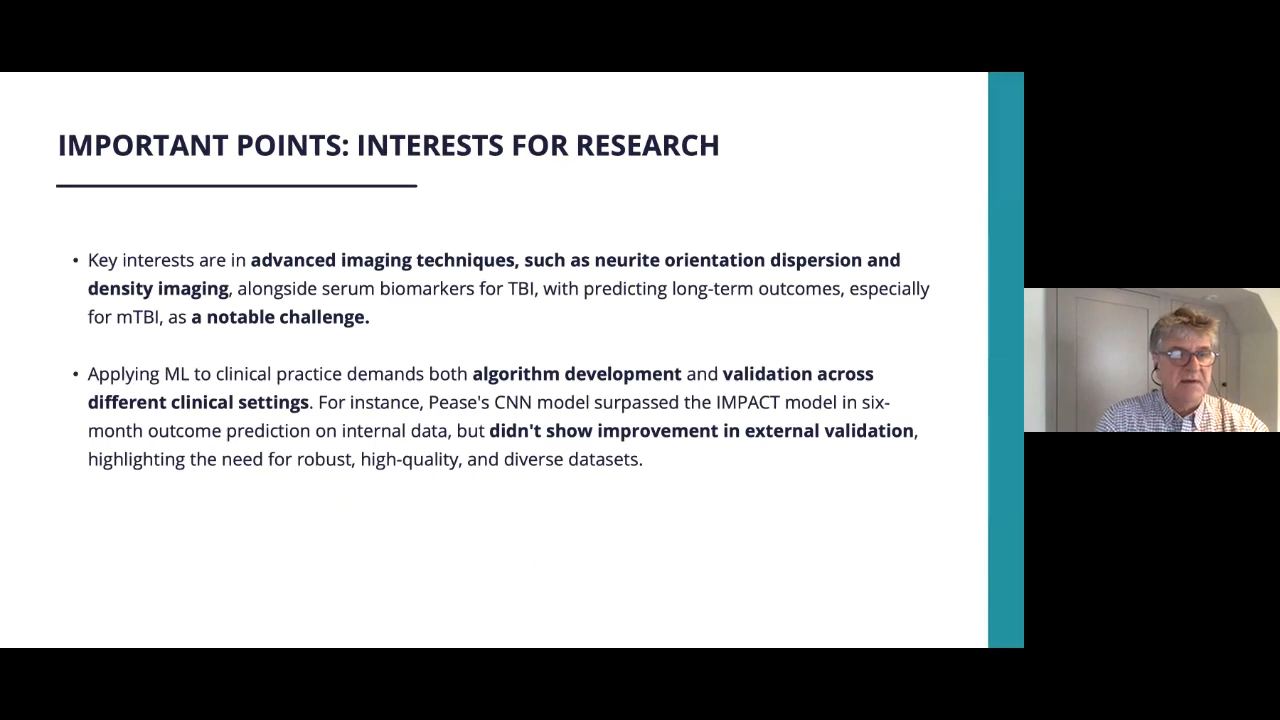 IMPORTANT POINTS: INTERESTS FOR RESEARCH
• Key interests are in advanced imaging techniques, such as neurite orientation dispersion and
density imaging, alongside serum biomarkers for TBI, with predicting long-term outcomes, especially
for mTBI, as a notable challenge.
• Applying ML to clinical practice demands both algorithm development and validation across
different clinical settings. For instance, Pease's CNN model surpassed the IMPACT model in six-
month outcome prediction on internal data, but didn't show improvement in external validation,
highlighting the need for robust, high-quality, and diverse datasets.